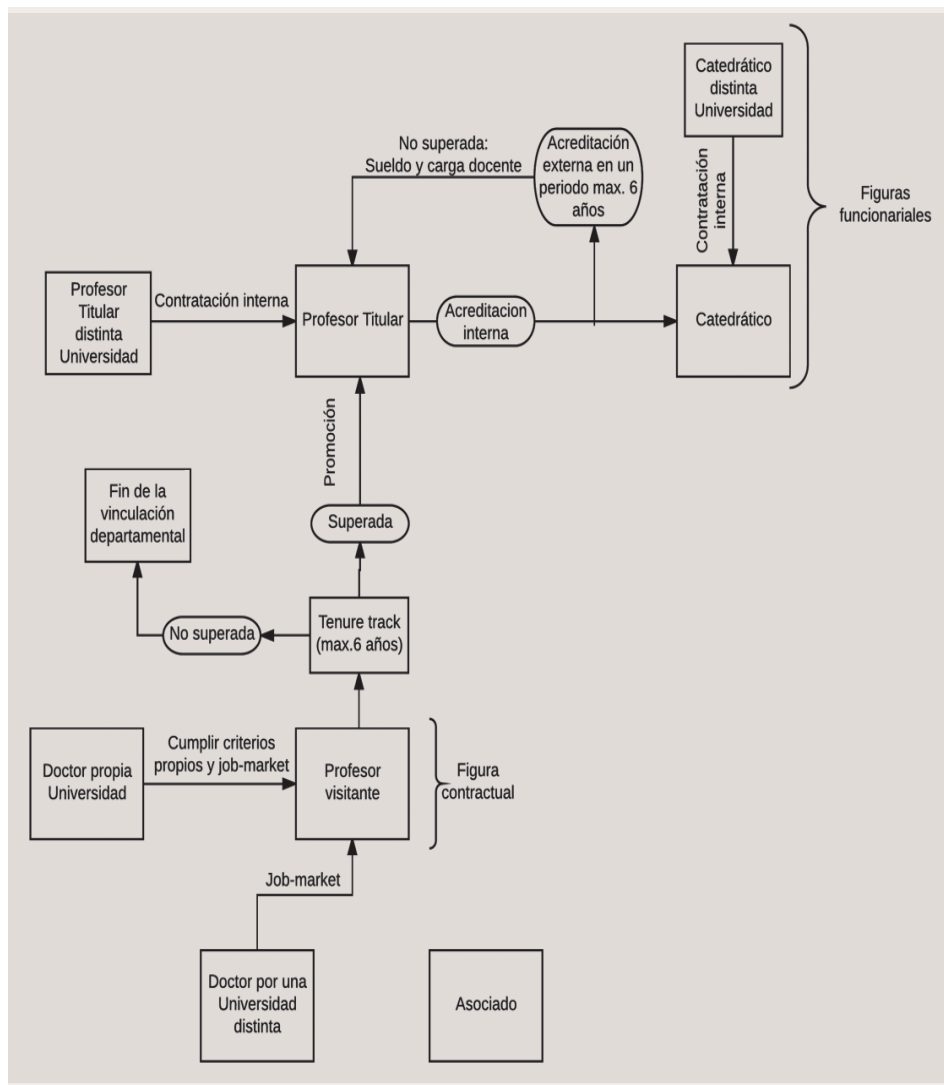 Catedrático
distinta
Universidad
No superada:
Sueldo y carga docente
Acreditación
externa en un
periodo max. 6
años
Contratación
interna
Figuras
funcionariales
Profesor
Titular
distinta
Universidad
Contratación interna
Profesor Titular
Acreditacion
interna
Catedrático
Promoción
Fin de la
vinculación
departamental
Superada
No superada
Tenure track
(max.6 años)
Doctor propia
Universidad
Cumplir criterios
propios y job-market
Profesor
visitante
Figura
contractual
Job-market
Doctor por una
Universidad
distinta
Asociado